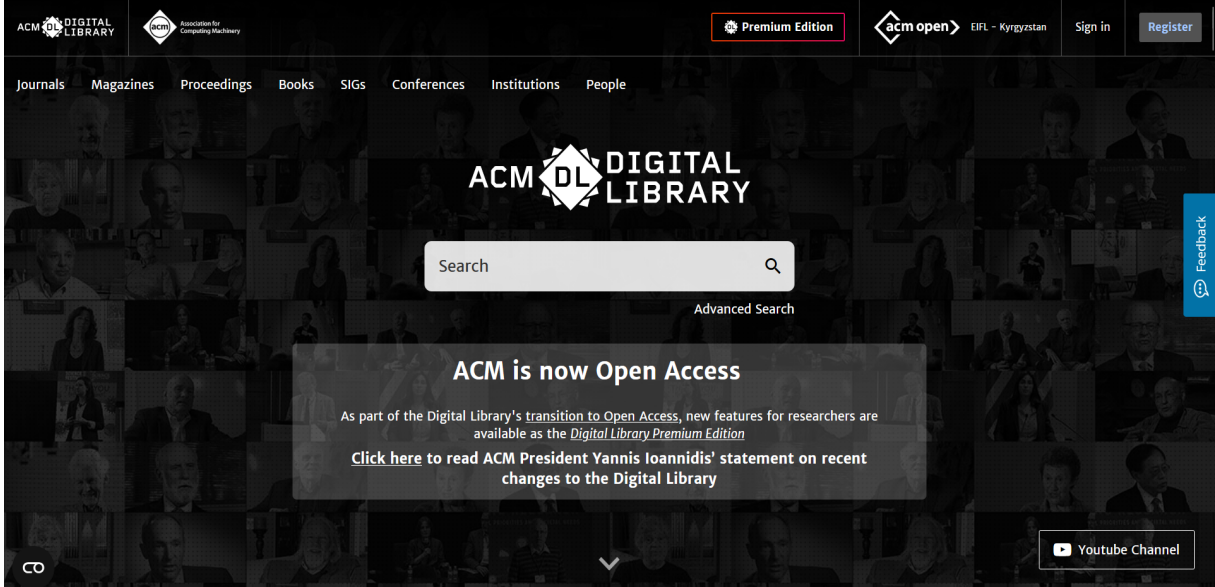 ACM DL DIGITAL LIBRARY
acm Association for Computing Machinery
Premium Edition
acm open
EIFL - Kyrgyzstan
Sign in
Register
Journals Magazines Proceedings Books SIGs Conferences Institutions People
ACM DL DIGITAL LIBRARY
Search
Advanced Search
Feedback
ACM is now Open Access
As part of the Digital Library's transition to Open Access, new features for researchers are
available as the Digital Library Premium Edition
Click here to read ACM President Yannis Ioannidis' statement on recent
changes to the Digital Library
Youtube Channel